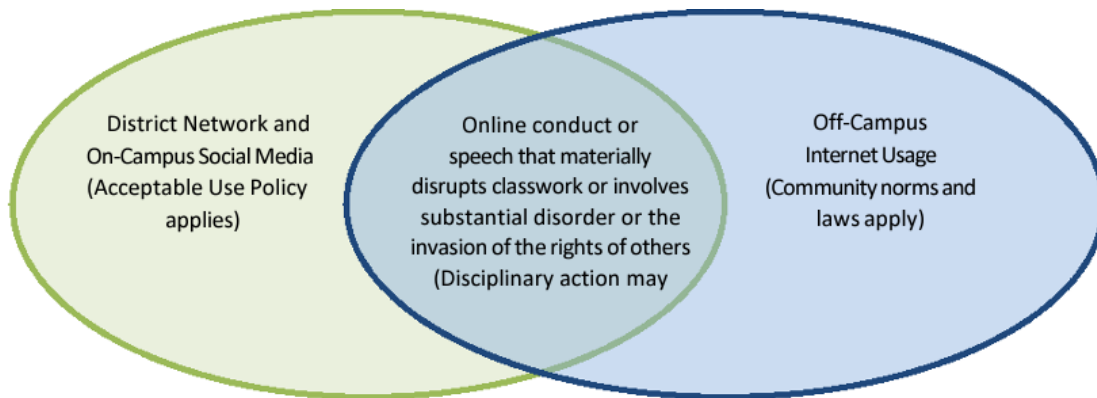 District Network and
On-Campus Social Media
(Acceptable Use Policy
applies)
Online conduct or
speech that materially
disrupts classwork or involves
substantial disorder or the
invasion of the rights of others
(Disciplinary action may
Off-Campus
Internet Usage
(Community norms and
laws apply)